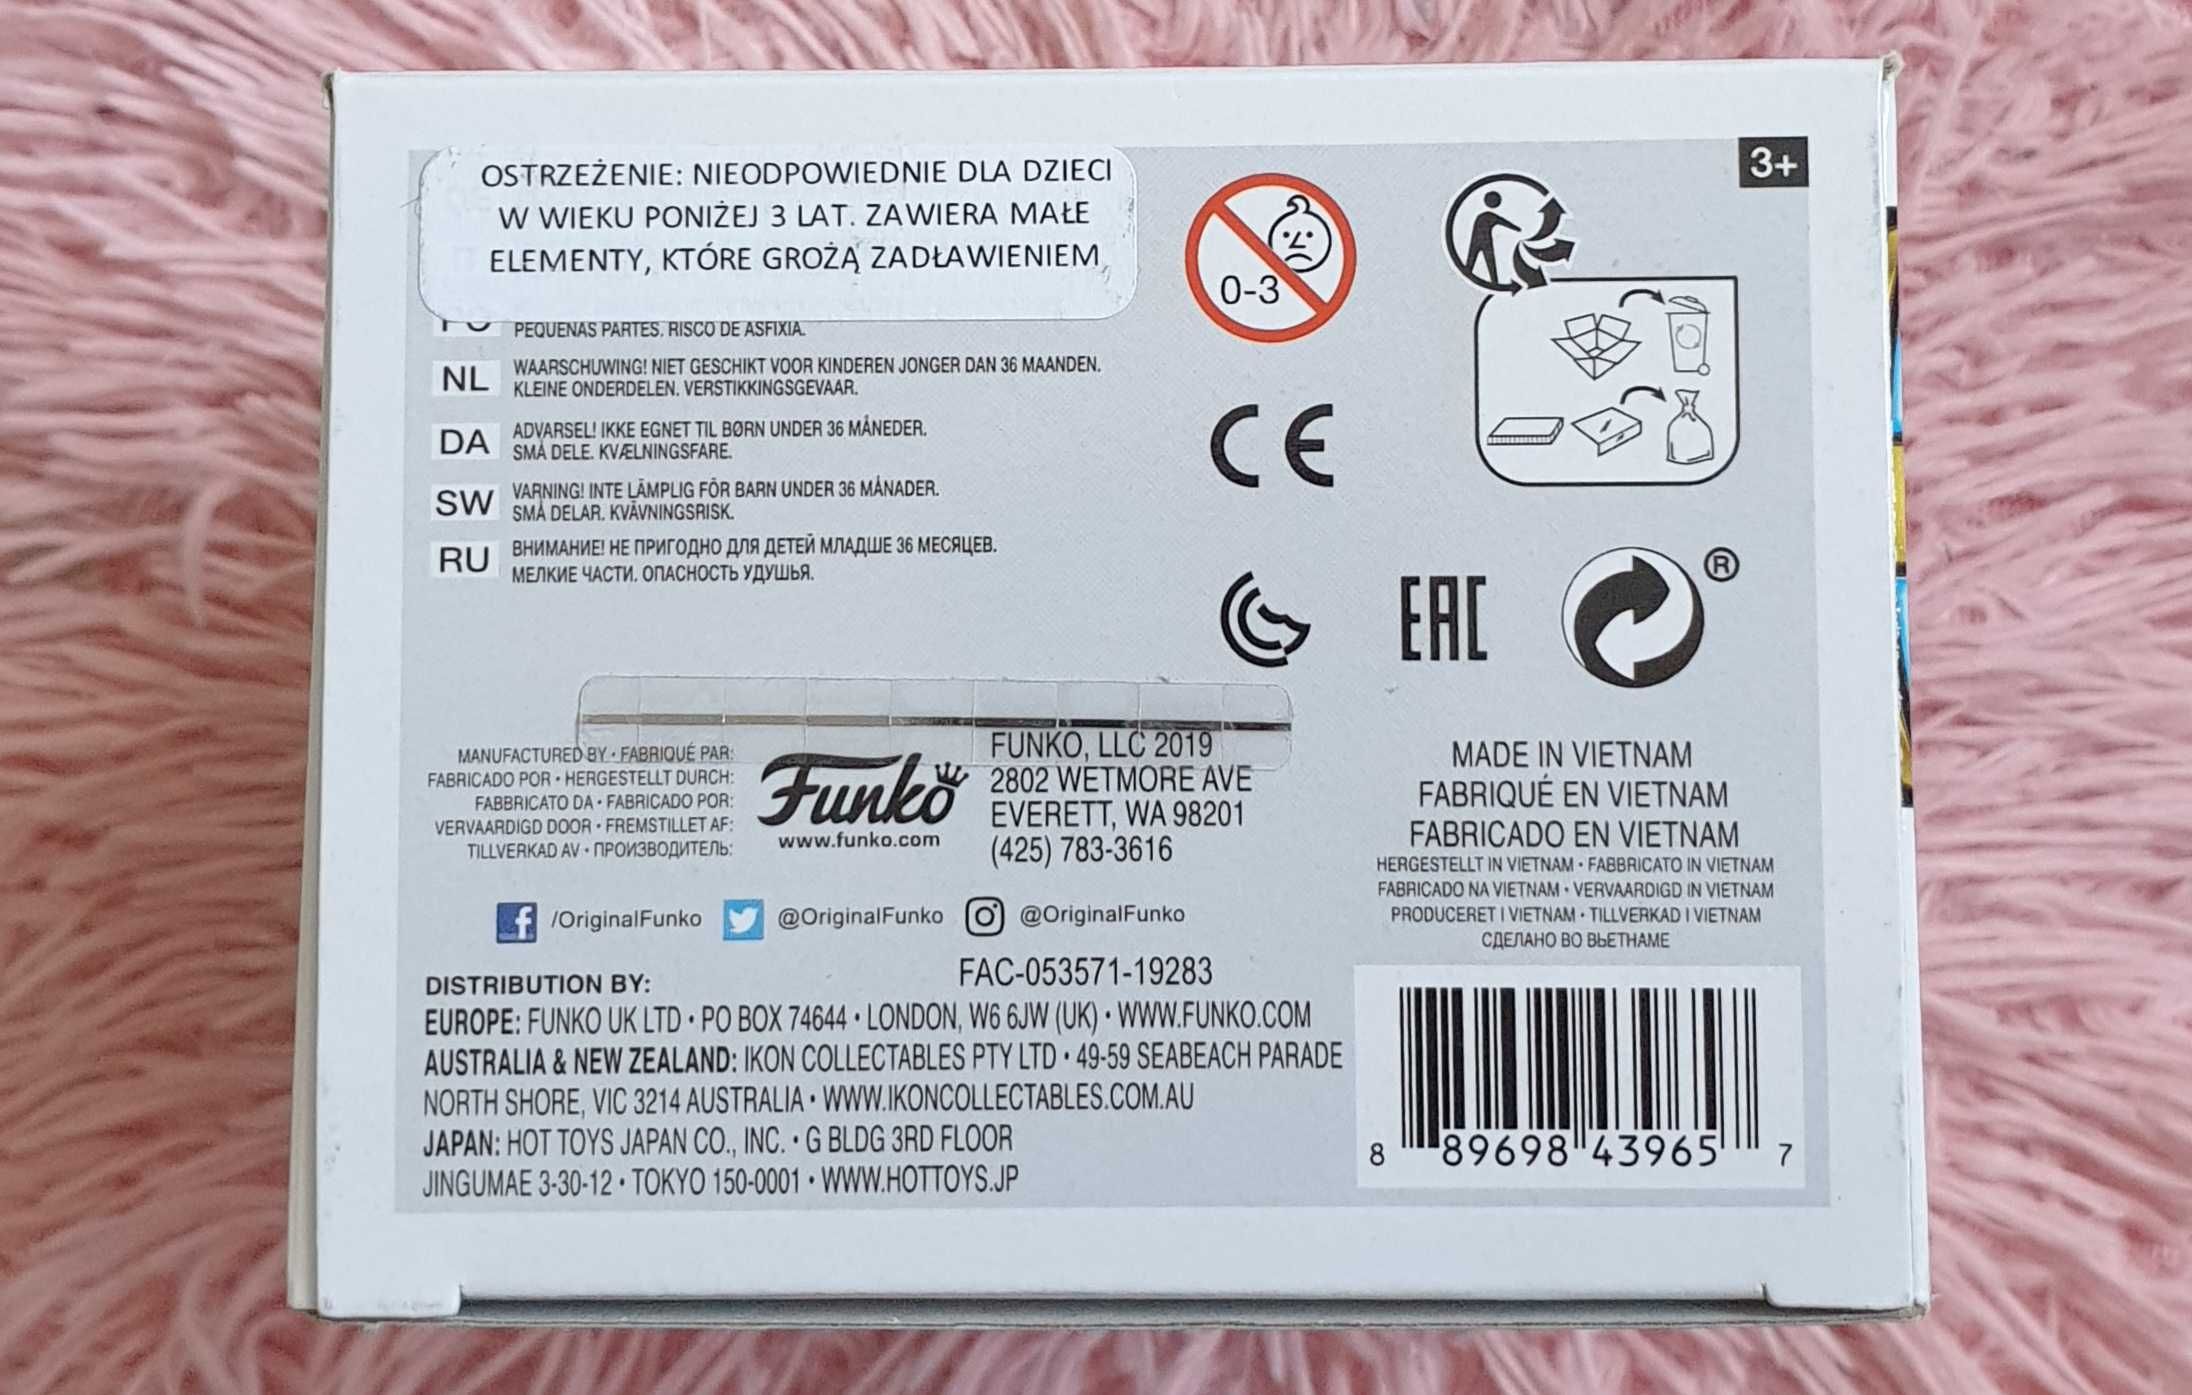 3+
OSTRZEŻENIE: NIEODPOWIEDNIE DLA DZIECI
W WIEKU PONIŻEJ 3 LAT. ZAWIERA MAŁE
ELEMENTY, KTÓRE GROŻĄ ZADŁAWIENIEM
0-3
PEQUENAS PARTES. RISCO DE ASFIXIA.
NL WAARSCHUWING! NIET GESCHIKT VOOR KINDEREN JONGER DAN 36 MAANDEN.
KLEINE ONDERDELEN. VERSTIKKINGSGEVAAR.
DA ADVARSEL! IKKE EGNET TIL BØRN UNDER 36 MÅNEDER.
SMÅ DELE. KVÆLNINGSFARE.
SW VARNING! INTE LÄMPLIG FÖR BARN UNDER 36 MÅNADER.
SMÅ DELAR. KVÄVNINGSRISK.
RU ВНИМАНИЕ! НЕ ПРИГОДНО ДЛЯ ДЕТЕЙ МЛАДШЕ 36 МЕСЯЦЕВ.
МЕЛКИЕ ЧАСТИ. ОПАСНОСТЬ УДУШЬЯ.
CE
EAC
®
MANUFACTURED BY • FABRIQUÉ PAR:
FABRICADO POR • HERGESTELLT DURCH:
FABBRICATO DA • FABRICADO POR:
VERVAARDIGD DOOR • FREMSTILLET AF:
TILLVERKAD AV • ПРОИЗВОДИТЕЛЬ:
Funko
www.funko.com
FUNKO, LLC 2019
2802 WETMORE AVE
EVERETT, WA 98201
(425) 783-3616
MADE IN VIETNAM
FABRIQUÉ EN VIETNAM
FABRICADO EN VIETNAM
HERGESTELLT IN VIETNAM • FABBRICATO IN VIETNAM
FABRICADO NA VIETNAM • VERVAARDIGD IN VIETNAM
PRODUCERET I VIETNAM • TILLVERKAD I VIETNAM
СДЕЛАНО ВО ВЬЕТНАМЕ
f /OriginalFunko @OriginalFunko @OriginalFunko
FAC-053571-19283
DISTRIBUTION BY:
EUROPE: FUNKO UK LTD • PO BOX 74644 • LONDON, W6 6JW (UK) • WWW.FUNKO.COM
AUSTRALIA & NEW ZEALAND: IKON COLLECTABLES PTY LTD • 49-59 SEABEACH PARADE
NORTH SHORE, VIC 3214 AUSTRALIA • WWW.IKONCOLLECTABLES.COM.AU
JAPAN: HOT TOYS JAPAN CO., INC. • G BLDG 3RD FLOOR
JINGUMAE 3-30-12 • TOKYO 150-0001 • WWW.HOTTOYS.JP
8 89698 43965 7